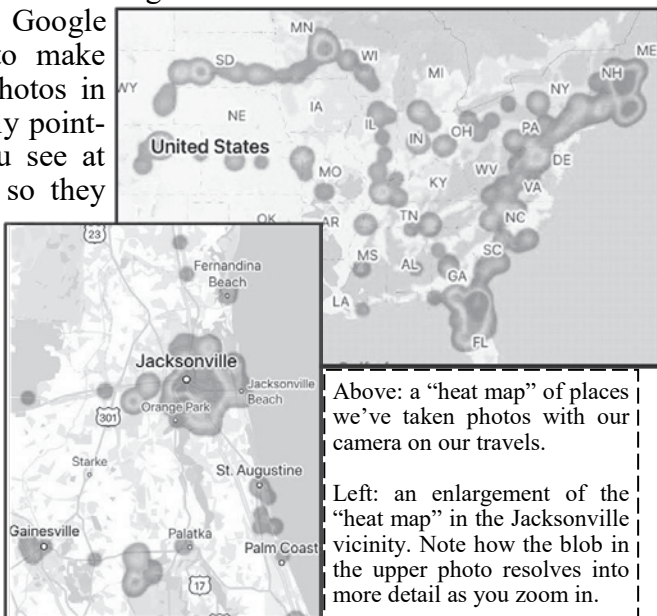 Google
o make
hotos in
y point-
u see at
so they
MN
WI
SD
MI
ME
NH
WY
NY
NE
IA
IL
IN
OH
PA
United States
DE
MO
WV
KY
VA
OK
AR
TN
NC
MS
AL
SC
GA
LA
FL
23
Fernandina
Beach
Jacksonville
Jacksonville
Beach
Orange Park
301
Starke
St. Augustine
Gainesville
Palatka
Palm Coast
17
Above: a “heat map” of places
we’ve taken photos with our
camera on our travels.
Left: an enlargement of the
“heat map” in the Jacksonville
vicinity. Note how the blob in
the upper photo resolves into
more detail as you zoom in.